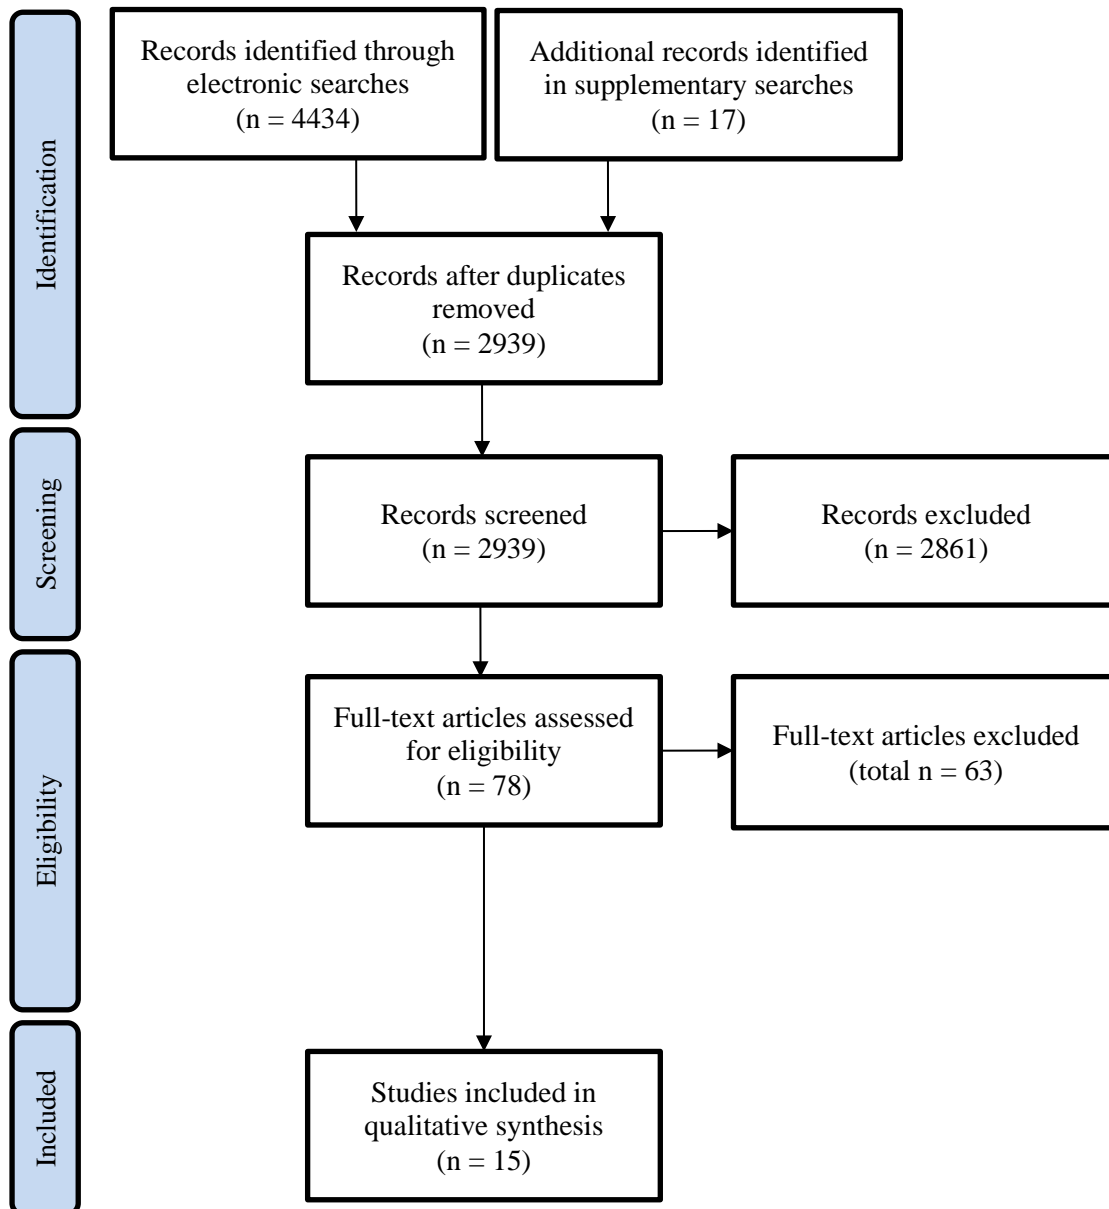 Identification
Records identified through
electronic searches
(n = 4434)
Additional records identified
in supplementary searches
(n = 17)
Records after duplicates
removed
(n = 2939)
Screening
Records screened
(n = 2939)
Records excluded
(n = 2861)
Eligibility
Full-text articles assessed
for eligibility
(n = 78)
Full-text articles excluded
(total n = 63)
Included
Studies included in
qualitative synthesis
(n = 15)